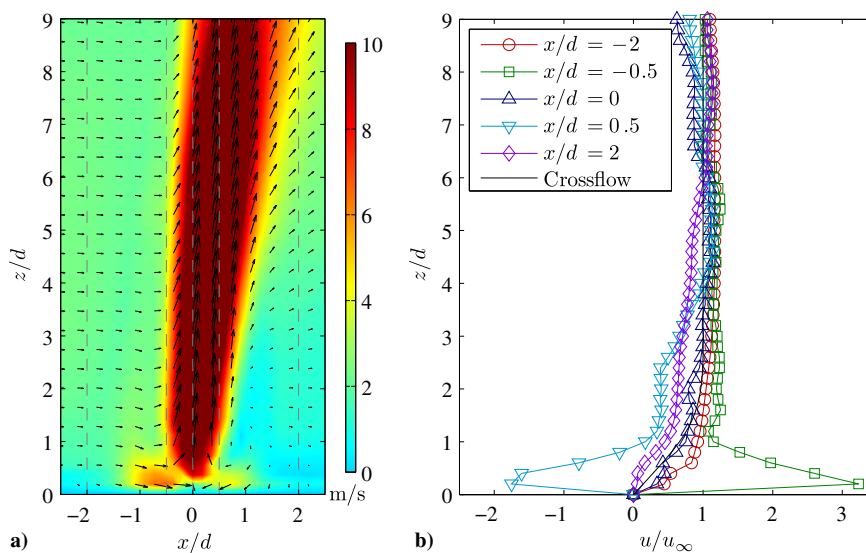 9
8
7
6
5
4
3
2
1
0
z/d
−2 −1 0 1 2
x/d
10
8
6
4
2
0
m/s
a)
9
8
7
6
5
4
3
2
1
0
z/d
x/d = −2
x/d = −0.5
x/d = 0
x/d = 0.5
x/d = 2
Crossflow
−2 −1 0 1 2 3
u/u∞
b)